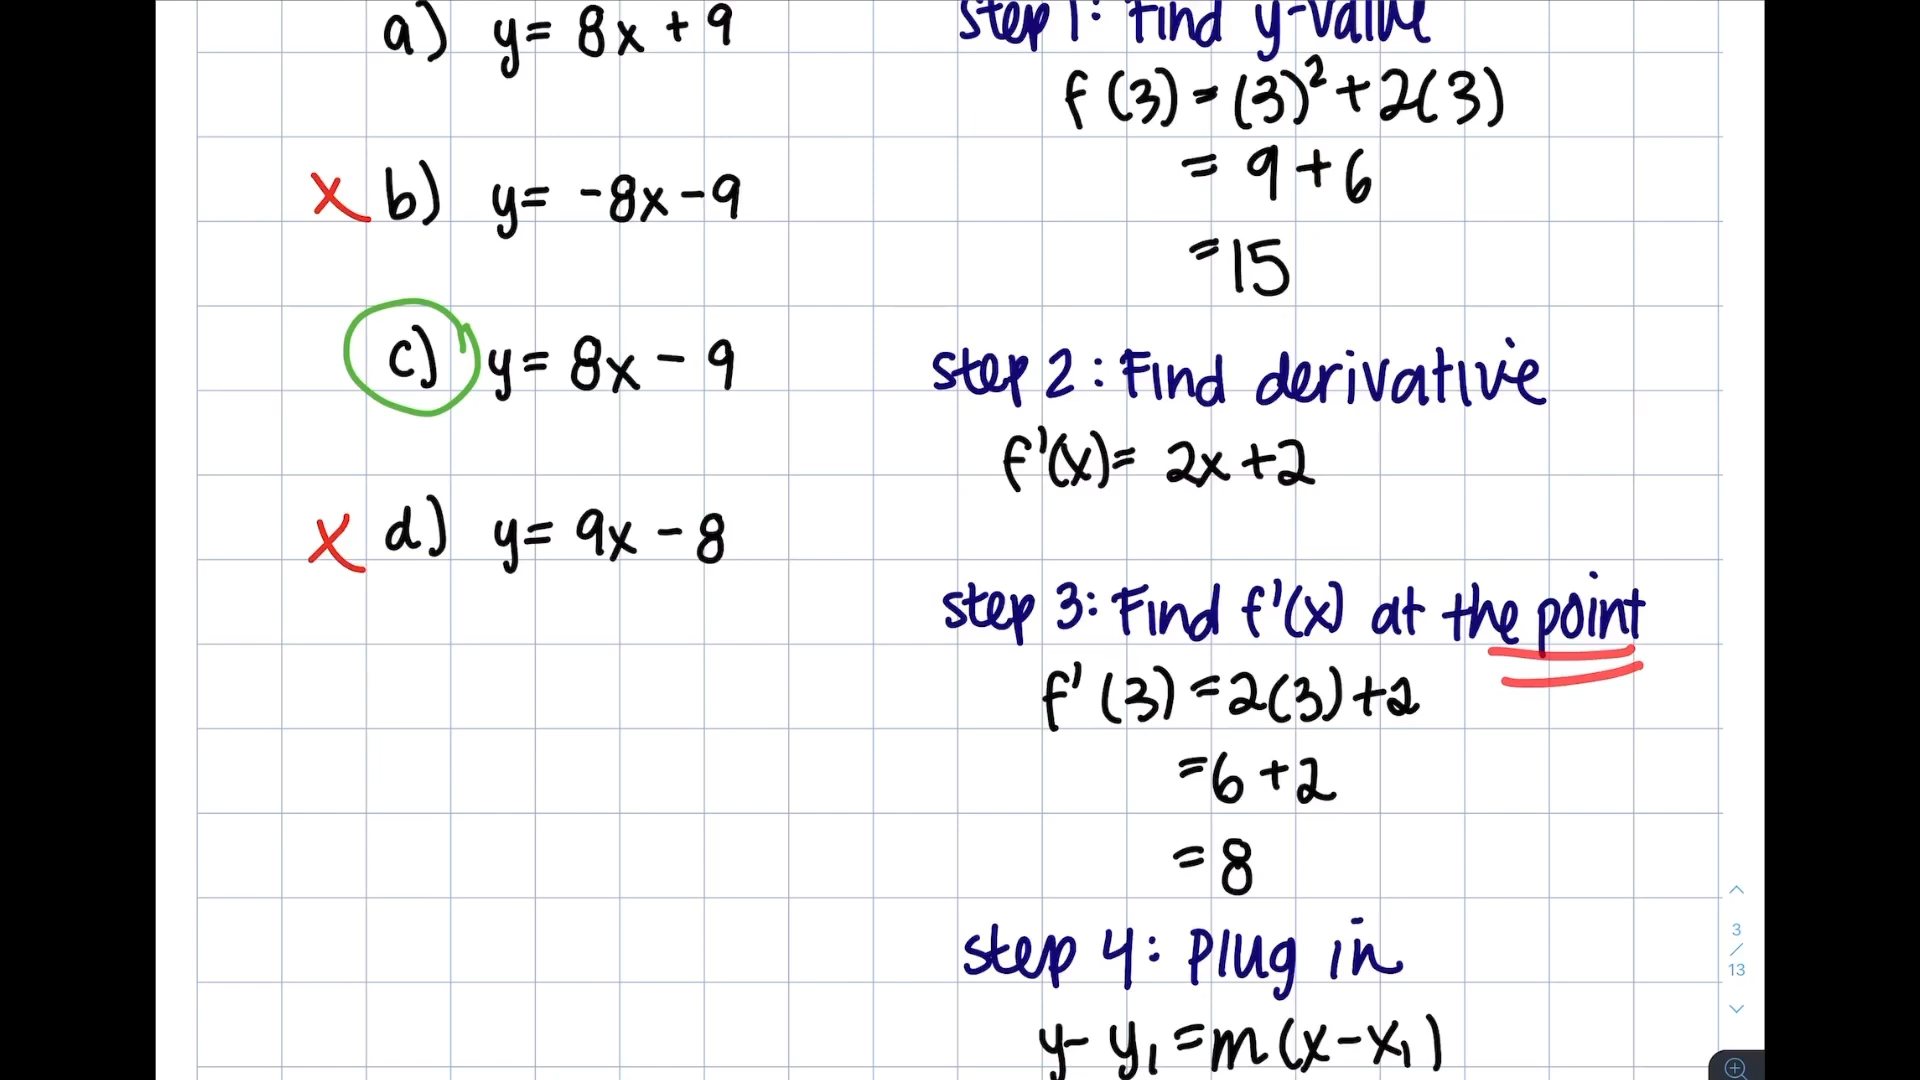 a) y= 8x + 9
x b) y= -8x - 9
c) y= 8x - 9
x d) y= 9x - 8
step 1: Find y-value
f (3) = (3)² + 2(3)
= 9 + 6
= 15
step 2: Find derivative
f'(x)= 2x + 2
step 3: Find f'(x) at the point
f' (3) = 2(3) + 2
= 6 + 2
= 8
step 4: Plug in
y - y₁ = m (x - x₁)
3
/
13